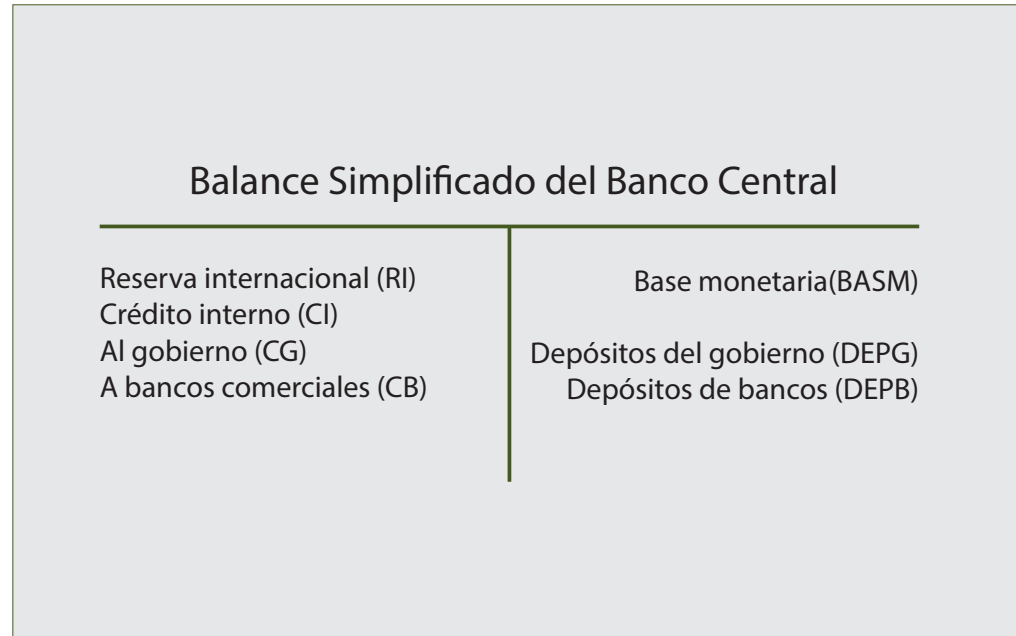 Balance Simplificado del Banco Central
Reserva internacional (RI)
Crédito interno (CI)
Al gobierno (CG)
A bancos comerciales (CB)
Base monetaria(BASM)
Depósitos del gobierno (DEPG)
Depósitos de bancos (DEPB)